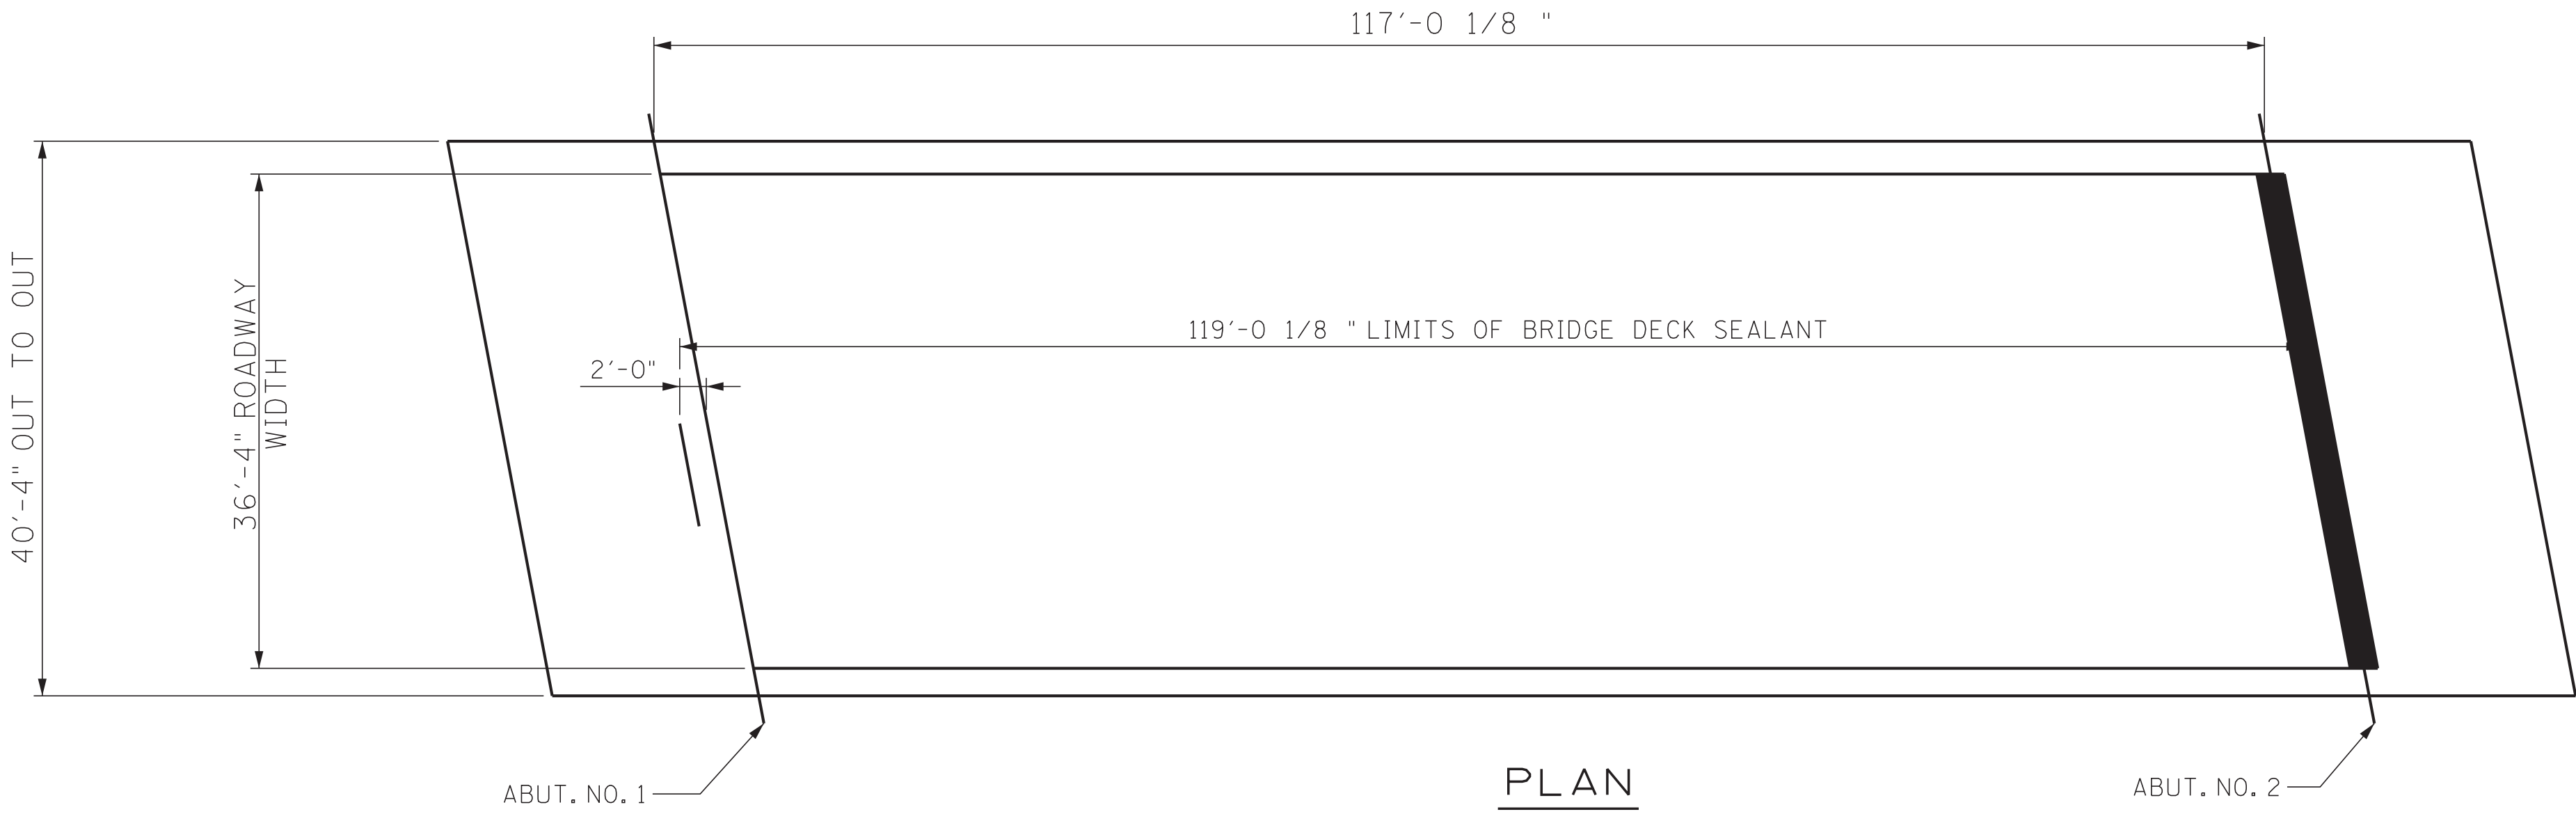 117'-0 1/8 "
40'-4" OUT TO OUT
36'-4" ROADWAY
WIDTH
119'-0 1/8 " LIMITS OF BRIDGE DECK SEALANT
2'-0"
ABUT. NO. 1
PLAN
ABUT. NO. 2